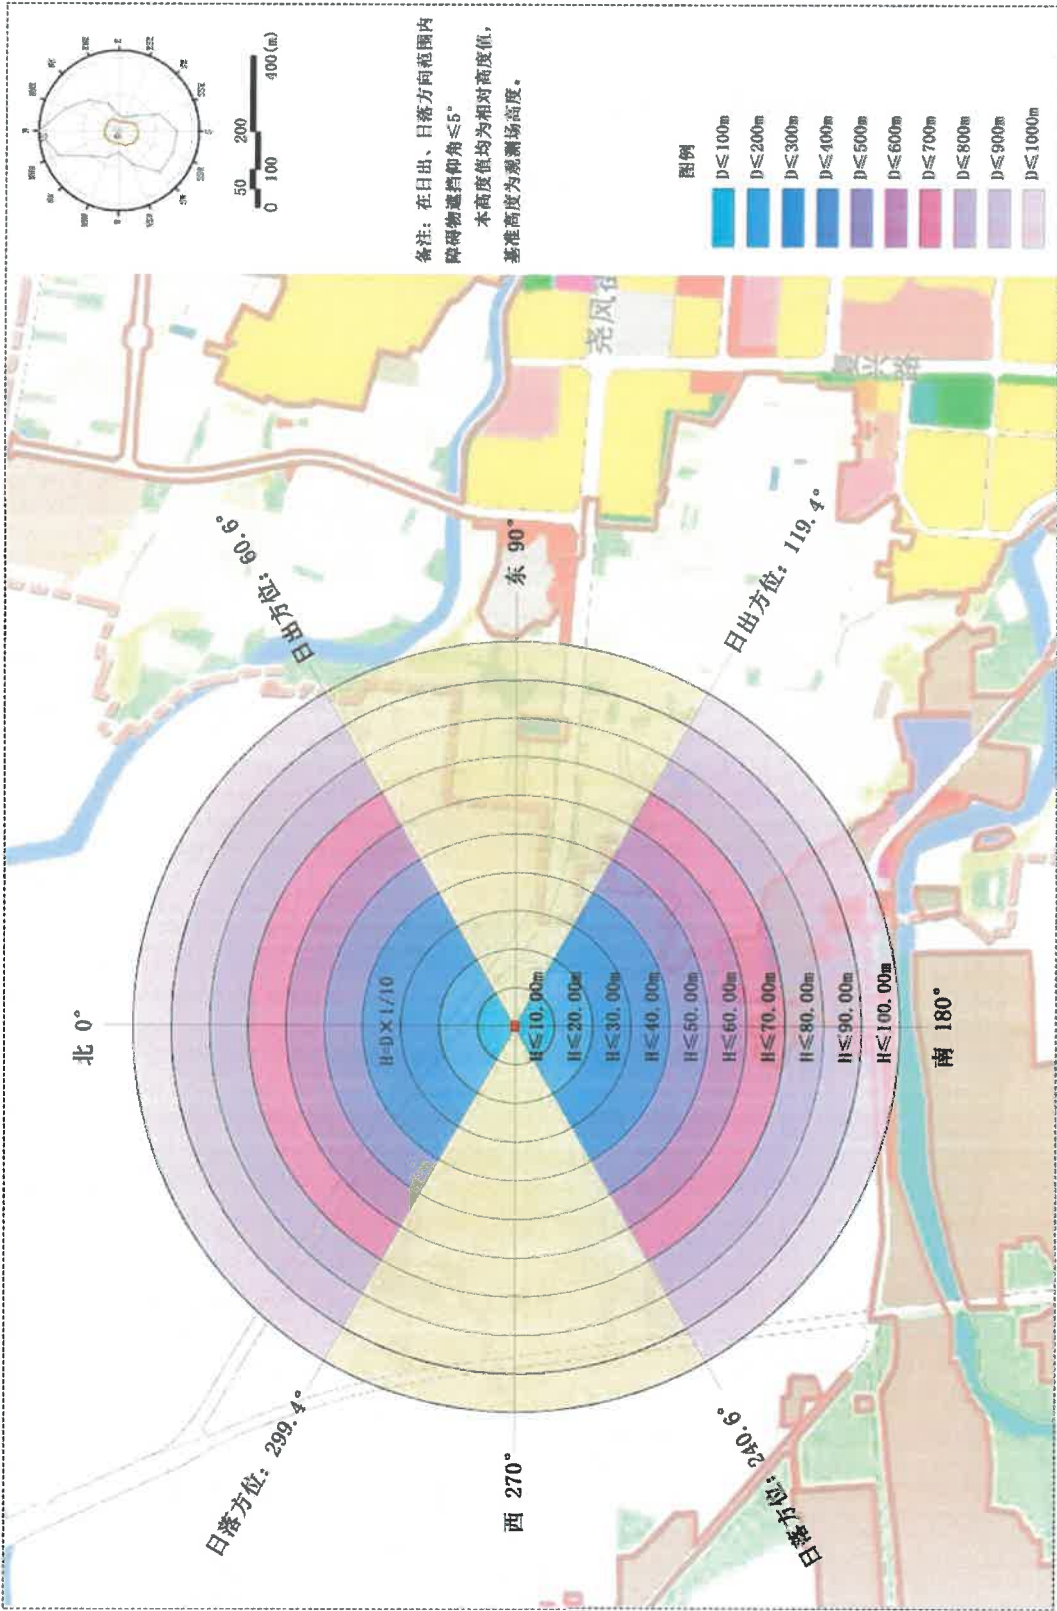 北 0°
日出方位：60.6°
东 90°
日出方位：119.4°
南 180°
日落方位：240.6°
西 270°
日落方位：299.4°
H=D×1/10
H≤10.00m
H≤20.00m
H≤30.00m
H≤40.00m
H≤50.00m
H≤60.00m
H≤70.00m
H≤80.00m
H≤90.00m
H≤100.00m
复兴路
0 50 100 200 400(m)
备注：在日出、日落方向范围内
障碍物遮挡仰角≤5°
本高度值均为相对高度值，
基准高度为观测场高度。
图例
D≤100m
D≤200m
D≤300m
D≤400m
D≤500m
D≤600m
D≤700m
D≤800m
D≤900m
D≤1000m